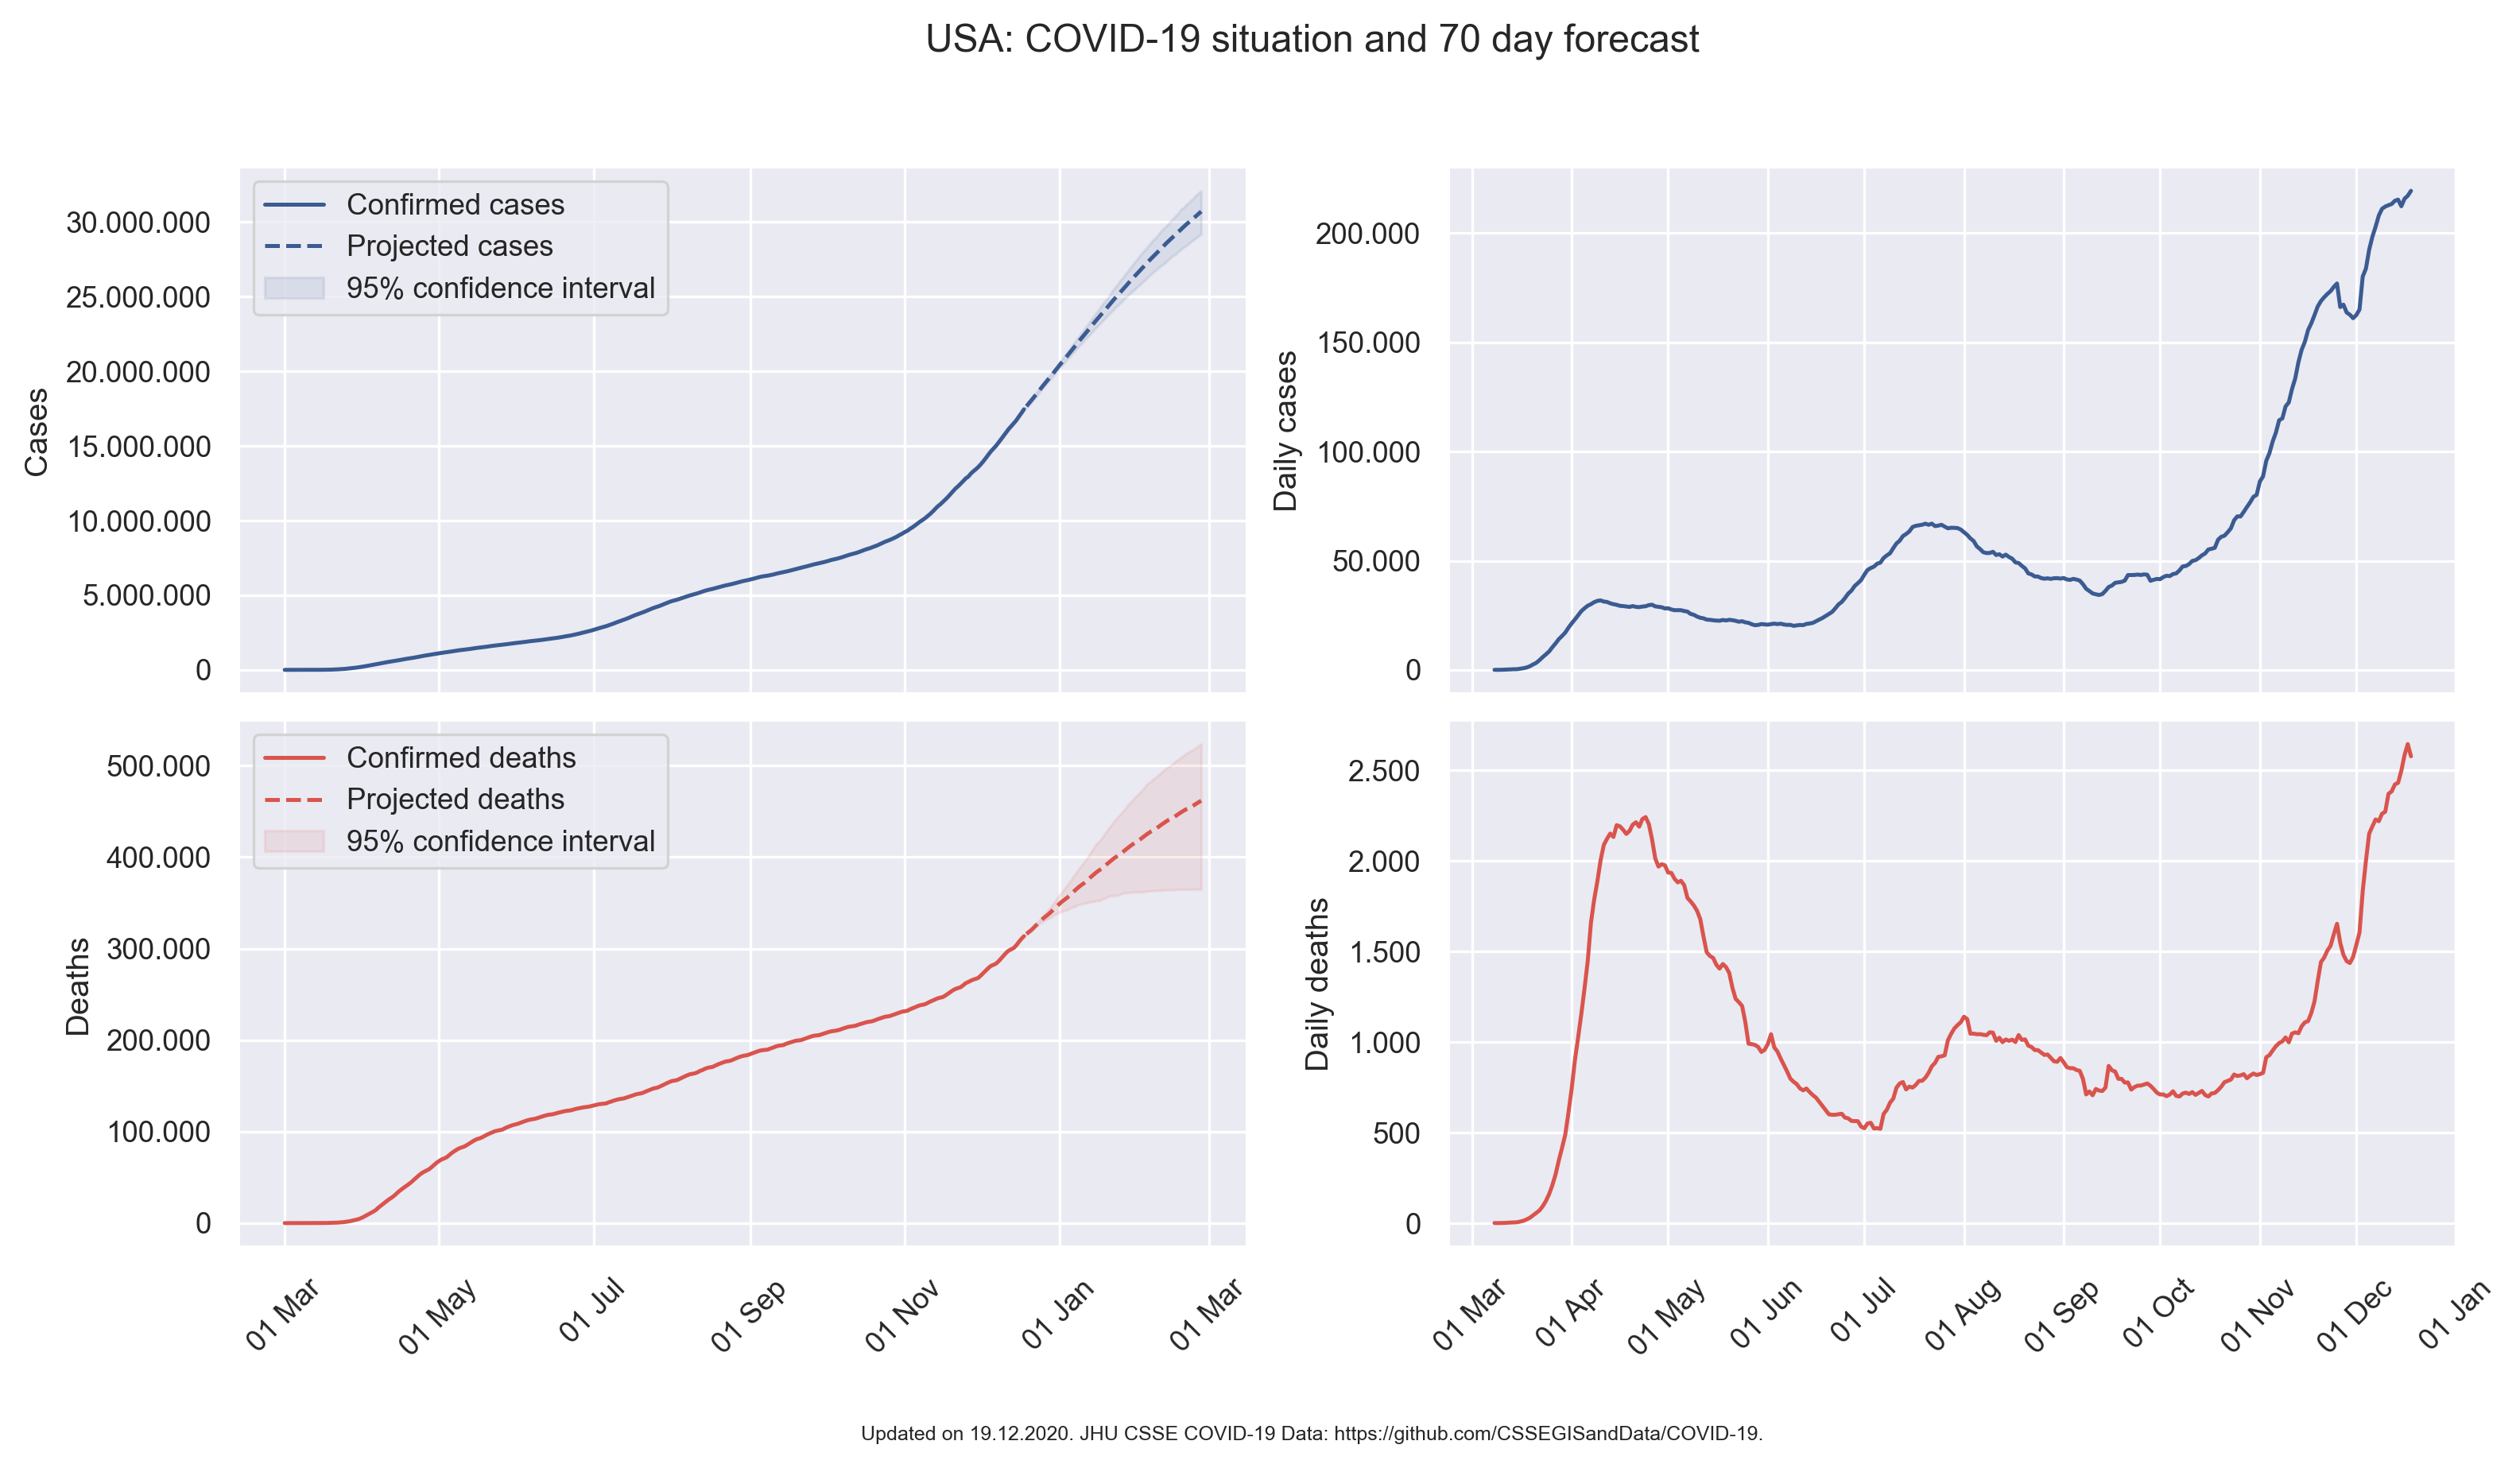 USA: COVID-19 situation and 70 day forecast
Confirmed cases
Projected cases
95% confidence interval
30.000.000
25.000.000
20.000.000
15.000.000
10.000.000
5.000.000
0
Cases
200.000
150.000
100.000
50.000
0
Daily cases
Confirmed deaths
Projected deaths
95% confidence interval
500.000
400.000
300.000
200.000
100.000
0
Deaths
01 Mar
01 May
01 Jul
01 Sep
01 Nov
01 Jan
01 Mar
2.500
2.000
1.500
1.000
500
0
Daily deaths
01 Mar
01 Apr
01 May
01 Jun
01 Jul
01 Aug
01 Sep
01 Oct
01 Nov
01 Dec
01 Jan
Updated on 19.12.2020. JHU CSSE COVID-19 Data: https://github.com/CSSEGISandData/COVID-19.